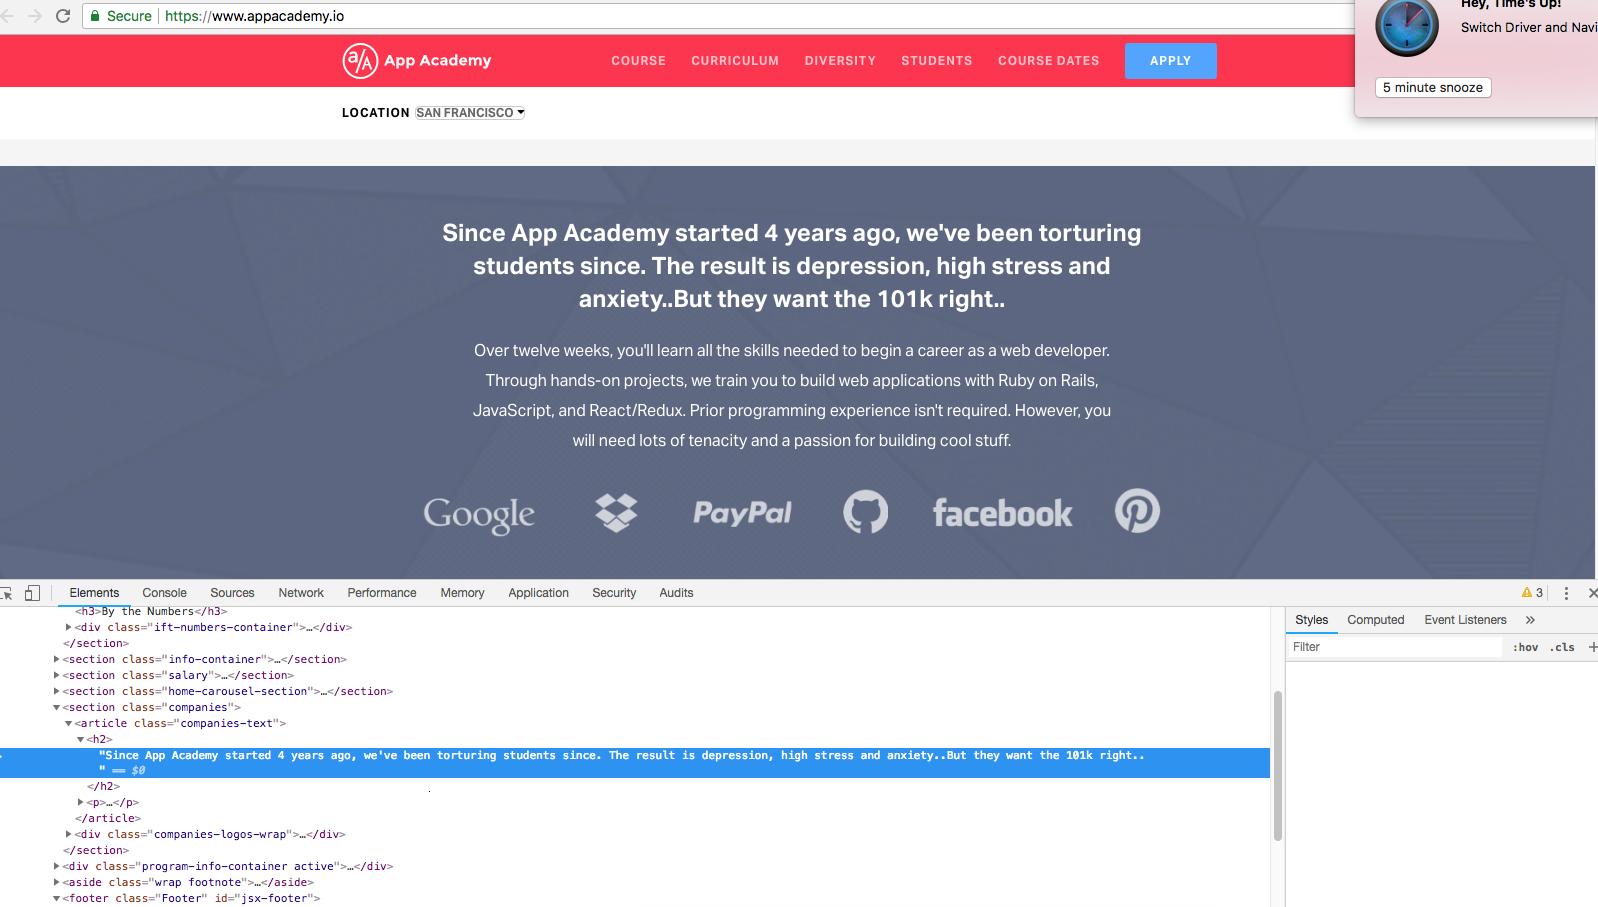 Secure https://www.appacademy.io
Hey, Time's Up!
Switch Driver and Navi
5 minute snooze
a/A App Academy COURSE CURRICULUM DIVERSITY STUDENTS COURSE DATES APPLY
LOCATION SAN FRANCISCO
Since App Academy started 4 years ago, we've been torturing
students since. The result is depression, high stress and
anxiety..But they want the 101k right..
Over twelve weeks, you'll learn all the skills needed to begin a career as a web developer.
Through hands-on projects, we train you to build web applications with Ruby on Rails,
JavaScript, and React/Redux. Prior programming experience isn't required. However, you
will need lots of tenacity and a passion for building cool stuff.
Google PayPal facebook
Elements Console Sources Network Performance Memory Application Security Audits 3
<h3>By the Numbers</h3>
<div class="ift-numbers-container">…</div>
</section>
<section class="info-container">…</section>
<section class="salary">…</section>
<section class="home-carousel-section">…</section>
<section class="companies">
<article class="companies-text">
<h2>
"Since App Academy started 4 years ago, we've been torturing students since. The result is depression, high stress and anxiety..But they want the 101k right..
" == $0
</h2>
<p>…</p>
</article>
<div class="companies-logos-wrap">…</div>
</section>
<div class="program-info-container active">…</div>
<aside class="wrap footnote">…</aside>
<footer class="Footer" id="jsx-footer">
Styles Computed Event Listeners »
Filter :hov .cls +